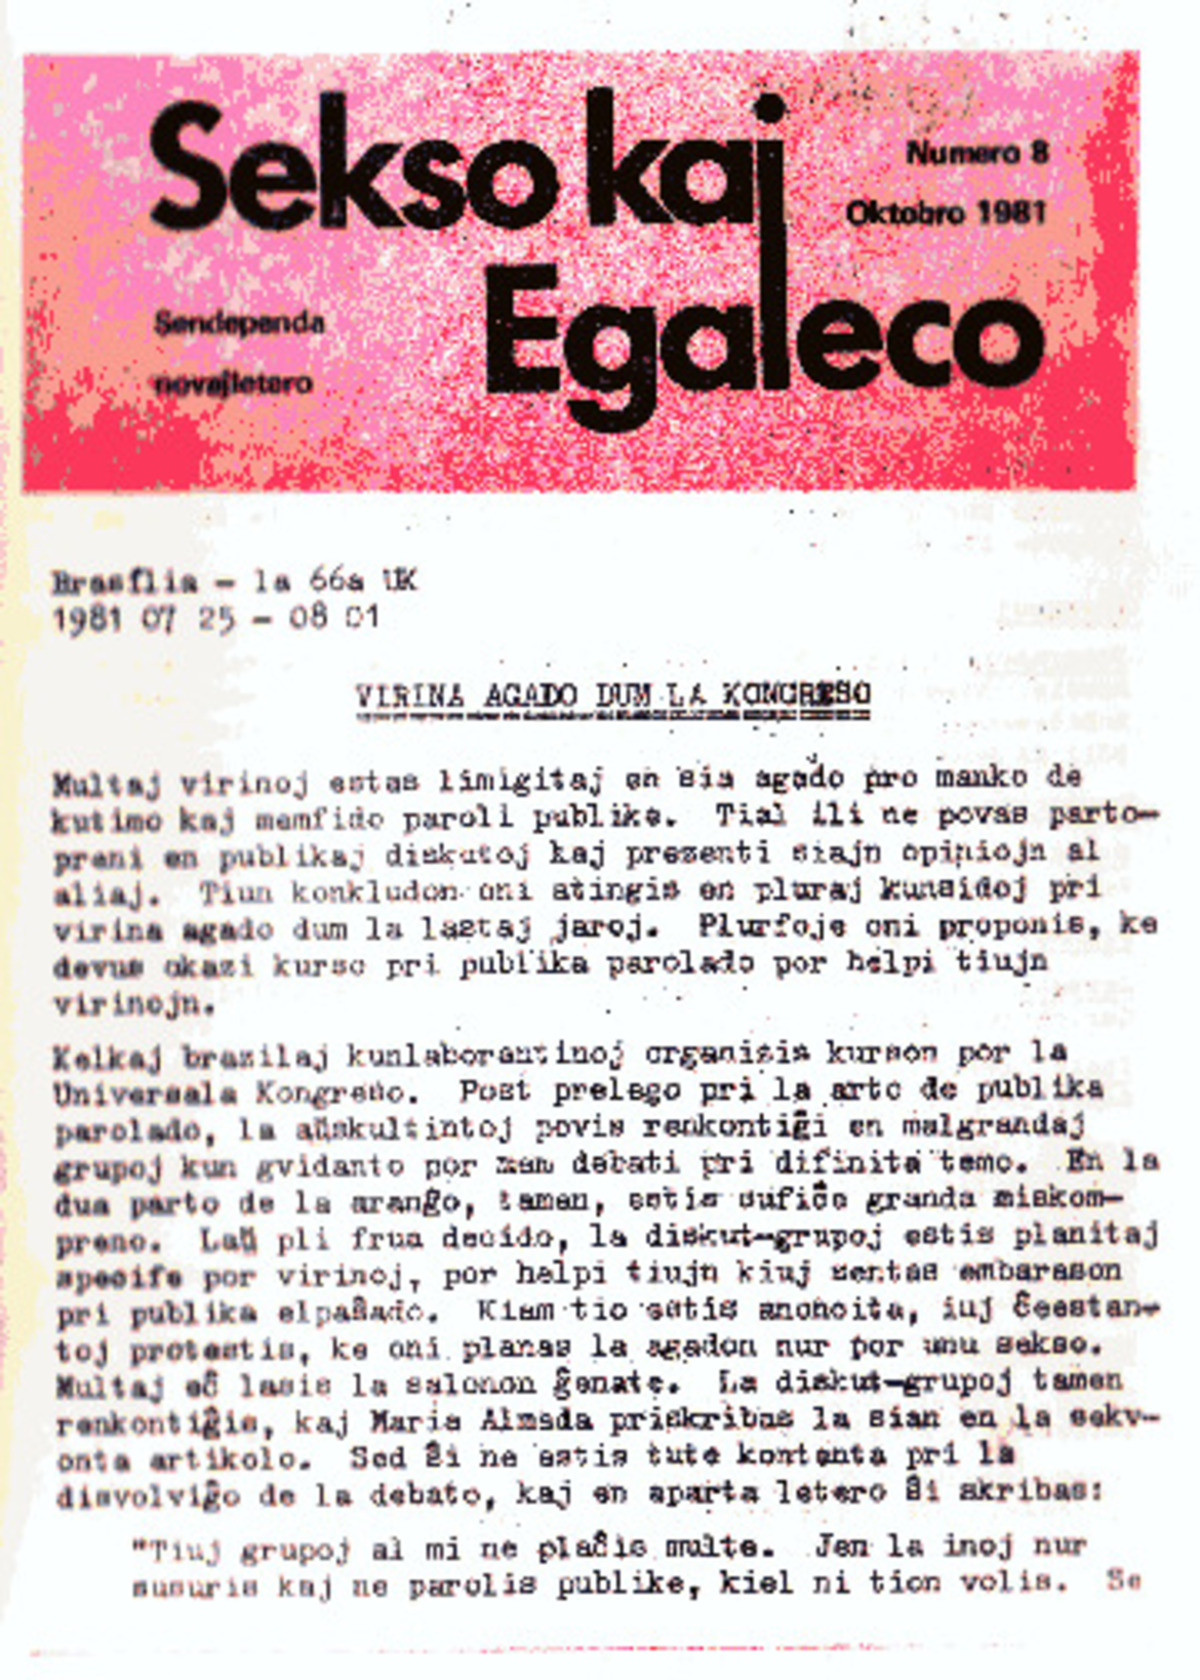 Sekso kaj
Egaleco
Numero 8
Oktobro 1981
Sendependa
novaĵletero
Brasília - la 66a UK
1981 07 25 - 08 01
VIRINA AGADO DUM LA KONGRESO
Multaj virinoj estas limigitaj en sia agado pro manko de
kutimo kaj memfido paroli publike. Tial ili ne povas parto-
preni en publikaj diskutoj kaj prezenti siajn opiniojn al
aliaj. Tiun konkludon oni atingis en pluraj kunsidoj pri
virina agado dum la lastaj jaroj. Plurfoje oni proponis, ke
devus okazi kurso pri publika parolado por helpi tiujn
virinojn.
Kelkaj brazilaj kunlaborantinoj organizis kurson por la
Universala Kongreso. Post prelego pri la arto de publika
parolado, la aŭskultintoj povis renkontiĝi en malgrandaj
grupoj kun gvidanto por mem debati pri difinita temo. En la
dua parto de la aranĝo, tamen, estis sufiĉe granda miskom-
preno. Laŭ pli frua decido, la diskut-grupoj estis planitaj
specife por virinoj, por helpi tiujn kiuj sentas embarason
pri publika elpaŝado. Kiam tio estis anoncita, iuj ĉeestan-
toj protestis, ke oni planas la agadon nur por unu sekso.
Multaj eĉ lasis la salonon ĝenate. La diskut-grupoj tamen
renkontiĝis, kaj Maria Almada priskribas la sian en la sekv-
onta artikolo. Sed ŝi ne estis tute kontenta pri la
disvolviĝo de la debato, kaj en aparta letero ŝi skribas:
"Tiuj grupoj al mi ne plaĉis multe. Jen la inoj nur
susuris kaj ne parolis publike, kiel ni tion volis. Se